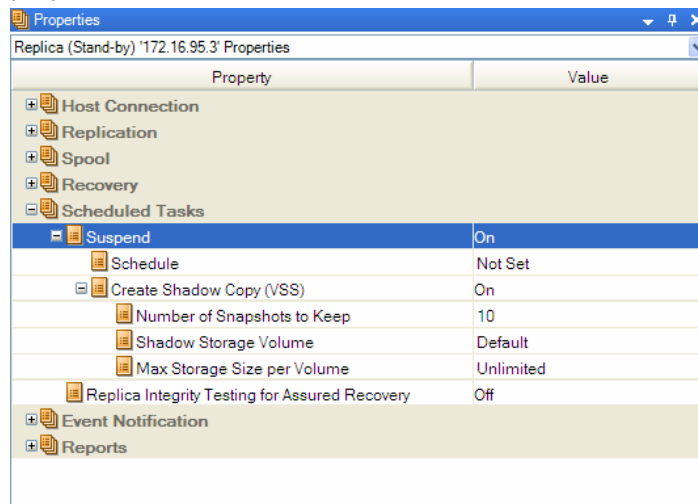 Properties
Replica (Stand-by) '172.16.95.3' Properties
Property Value
Host Connection
Replication
Spool
Recovery
Scheduled Tasks
Suspend On
Schedule Not Set
Create Shadow Copy (VSS) On
Number of Snapshots to Keep 10
Shadow Storage Volume Default
Max Storage Size per Volume Unlimited
Replica Integrity Testing for Assured Recovery Off
Event Notification
Reports